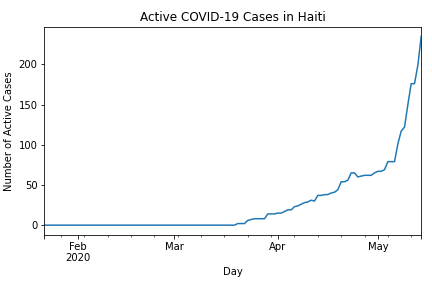 Active COVID-19 Cases in Haiti
Number of Active Cases
200
150
100
50
0
Feb
2020
Mar
Apr
May
Day